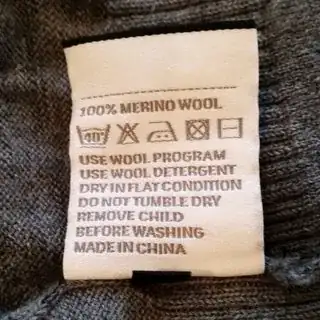 100% MERINO WOOL
40°
USE WOOL PROGRAM
USE WOOL DETERGENT
DRY IN FLAT CONDITION
DO NOT TUMBLE DRY
REMOVE CHILD
BEFORE WASHING
MADE IN CHINA